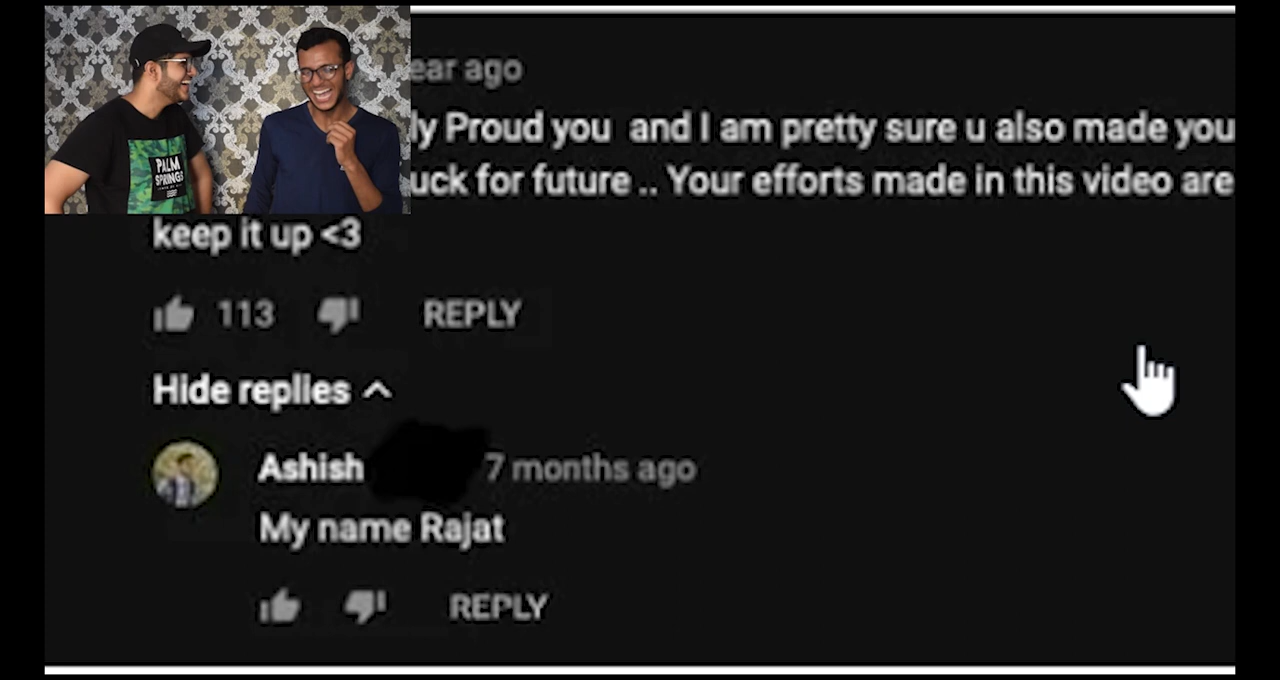 ear ago
ly Proud you and I am pretty sure u also made you
uck for future .. Your efforts made in this video are
keep it up <3
113 REPLY
Hide replies
Ashish 7 months ago
My name Rajat
REPLY
PALM
SPRINGS